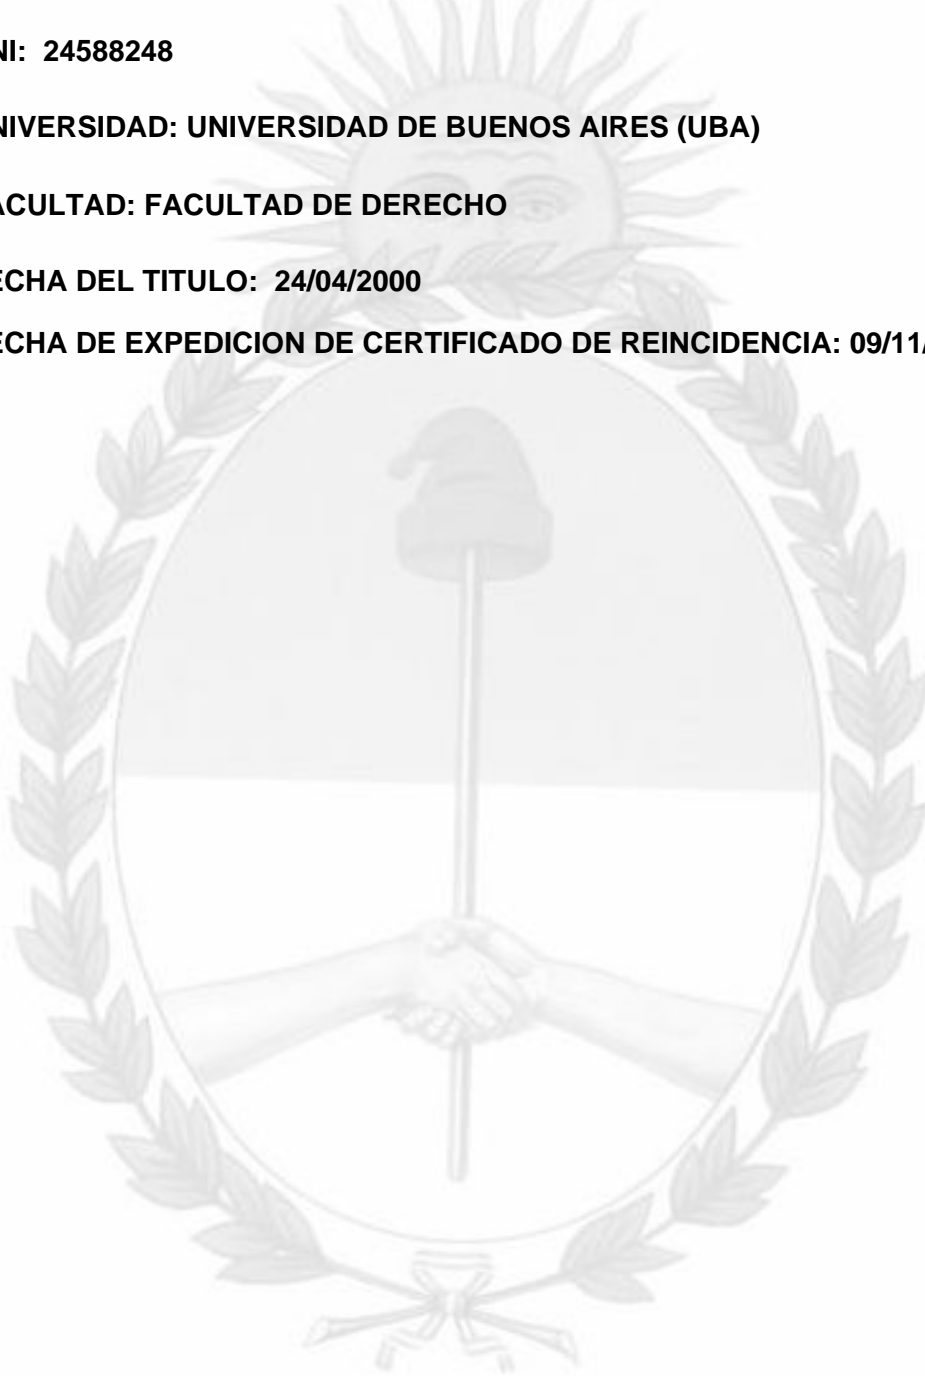 NI: 24588248
NIVERSIDAD: UNIVERSIDAD DE BUENOS AIRES (UBA)
ACULTAD: FACULTAD DE DERECHO
ECHA DEL TITULO: 24/04/2000
ECHA DE EXPEDICION DE CERTIFICADO DE REINCIDENCIA: 09/11/